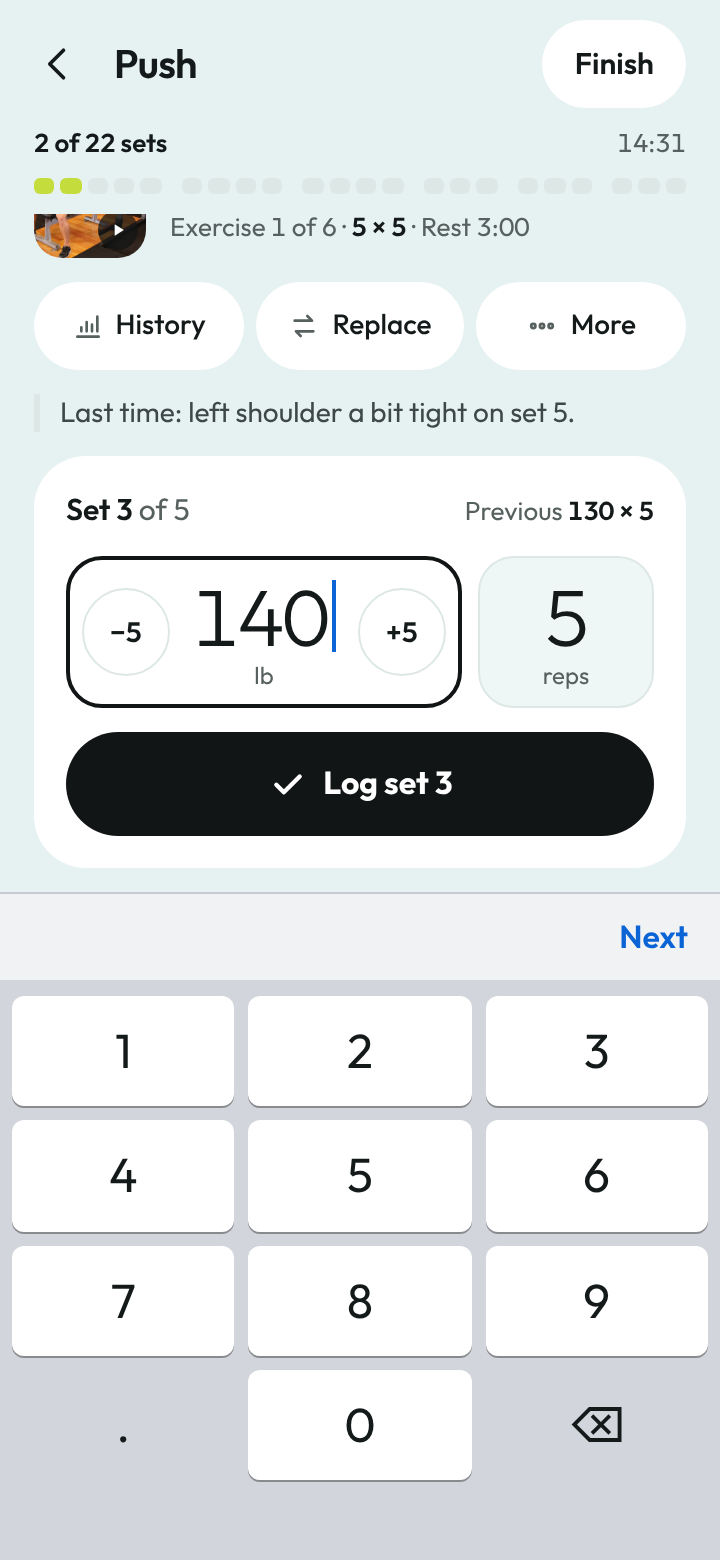 Push
Finish
2 of 22 sets
14:31
Exercise 1 of 6 · 5 × 5 · Rest 3:00
History
Replace
More
Last time: left shoulder a bit tight on set 5.
Set 3 of 5
Previous 130 × 5
−5
140
+5
lb
5
reps
Log set 3
Next
1
2
3
4
5
6
7
8
9
.
0